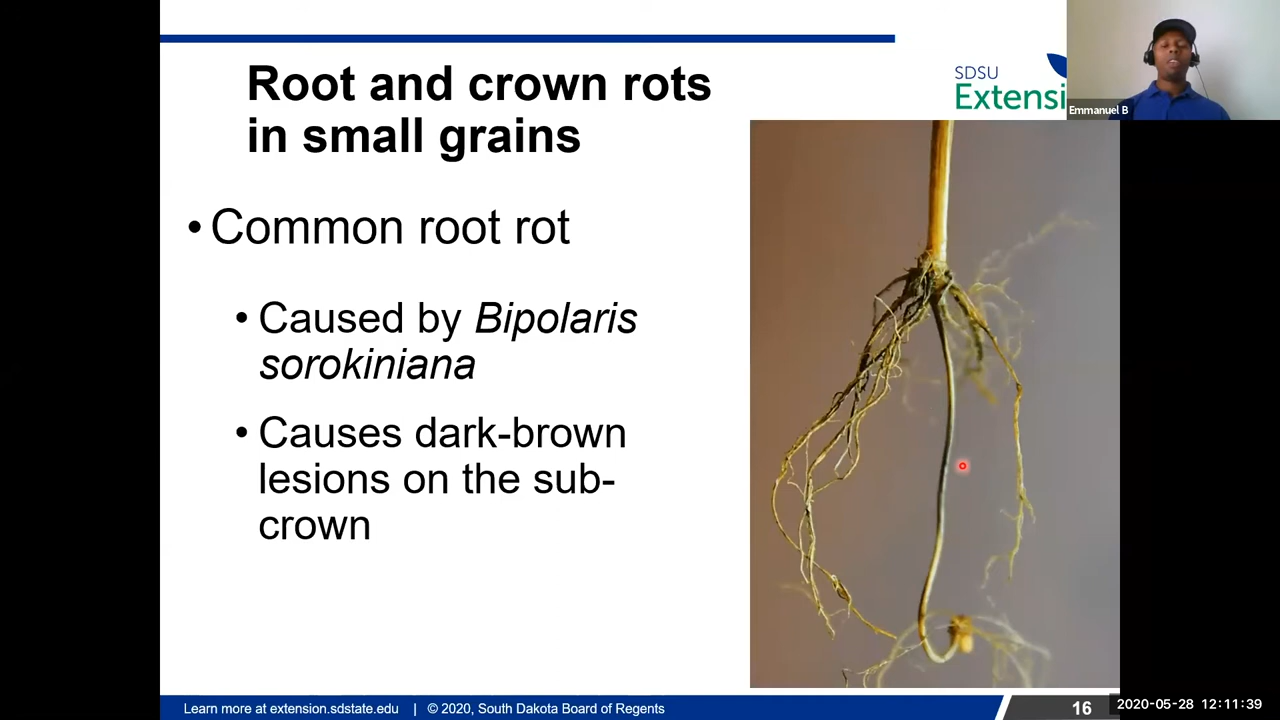 Root and crown rots
in small grains
SDSU
Extensi
Emmanuel B
• Common root rot
• Caused by Bipolaris
sorokiniana
• Causes dark-brown
lesions on the sub-
crown
Learn more at extension.sdstate.edu | © 2020, South Dakota Board of Regents
16
2020-05-28 12:11:39